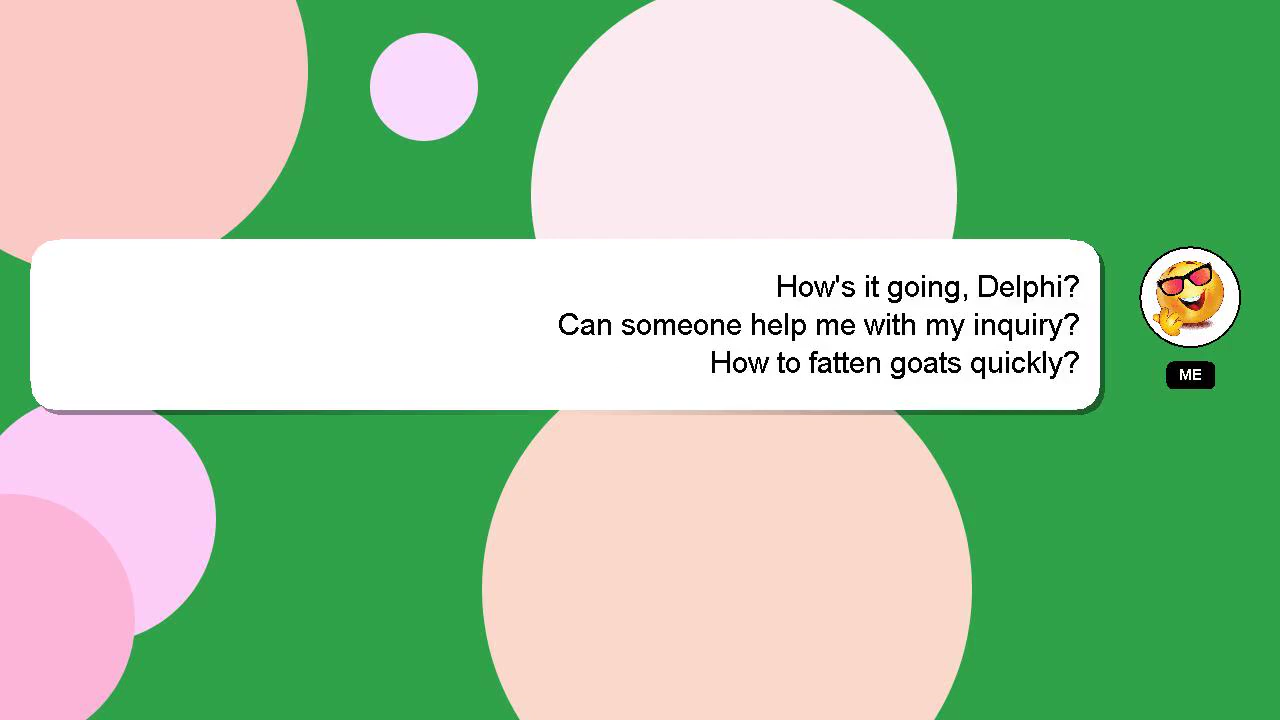 How's it going, Delphi?
Can someone help me with my inquiry?
How to fatten goats quickly?
ME